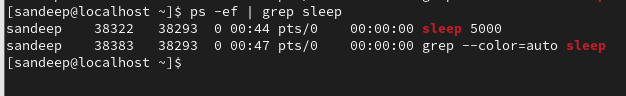 [sandeep@localhost ~]$ ps -ef | grep sleep
sandeep    38322   38293  0 00:44 pts/0    00:00:00 sleep 5000
sandeep    38383   38293  0 00:47 pts/0    00:00:00 grep --color=auto sleep
[sandeep@localhost ~]$